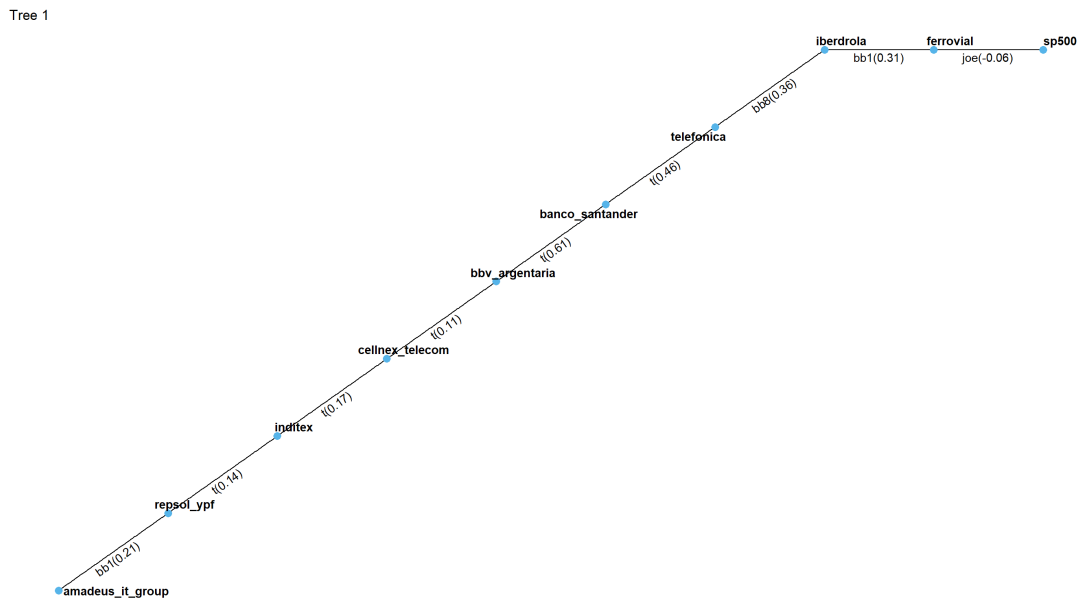 Tree 1
iberdrola
ferrovial
sp500
bb1(0.31)
joe(-0.06)
bb8(0.36)
telefonica
t(0.46)
banco_santander
t(0.61)
bbv_argentaria
t(0.11)
cellnex_telecom
t(0.17)
inditex
t(0.14)
repsol_ypf
bb1(0.21)
amadeus_it_group